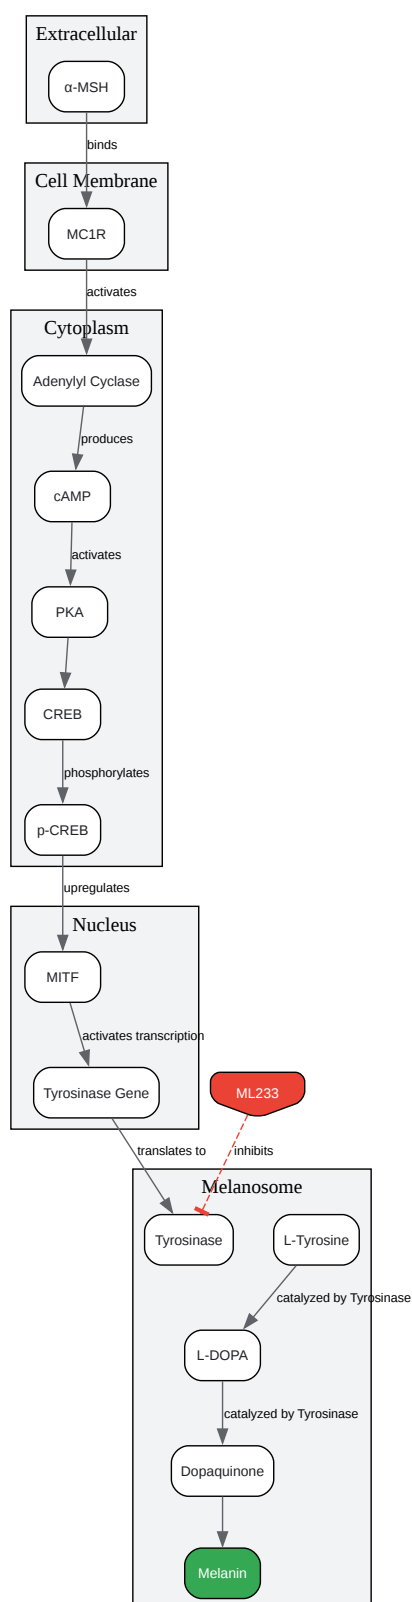 Extracellular
α-MSH
binds
Cell Membrane
MC1R
activates
Cytoplasm
Adenylyl Cyclase
produces
cAMP
activates
PKA
CREB
phosphorylates
p-CREB
upregulates
Nucleus
MITF
activates transcription
Tyrosinase Gene
ML233
translates to
inhibits
Melanosome
Tyrosinase
L-Tyrosine
catalyzed by Tyrosinase
L-DOPA
catalyzed by Tyrosinase
Dopaquinone
Melanin